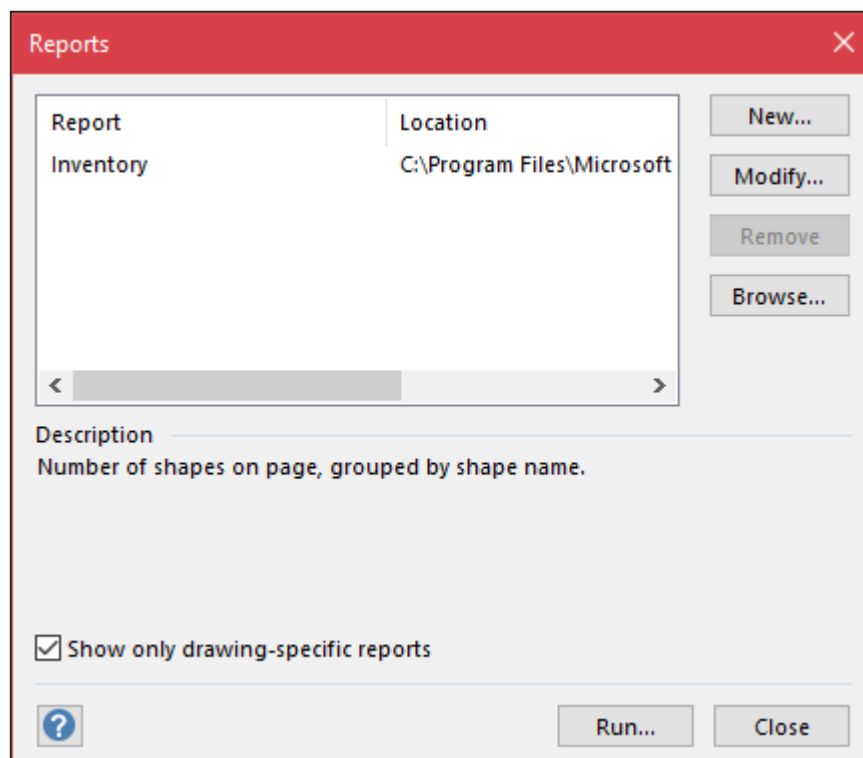 Reports
Report Location
Inventory C:\Program Files\Microsoft
New...
Modify...
Remove
Browse...
Description
Number of shapes on page, grouped by shape name.
Show only drawing-specific reports
?
Run... Close